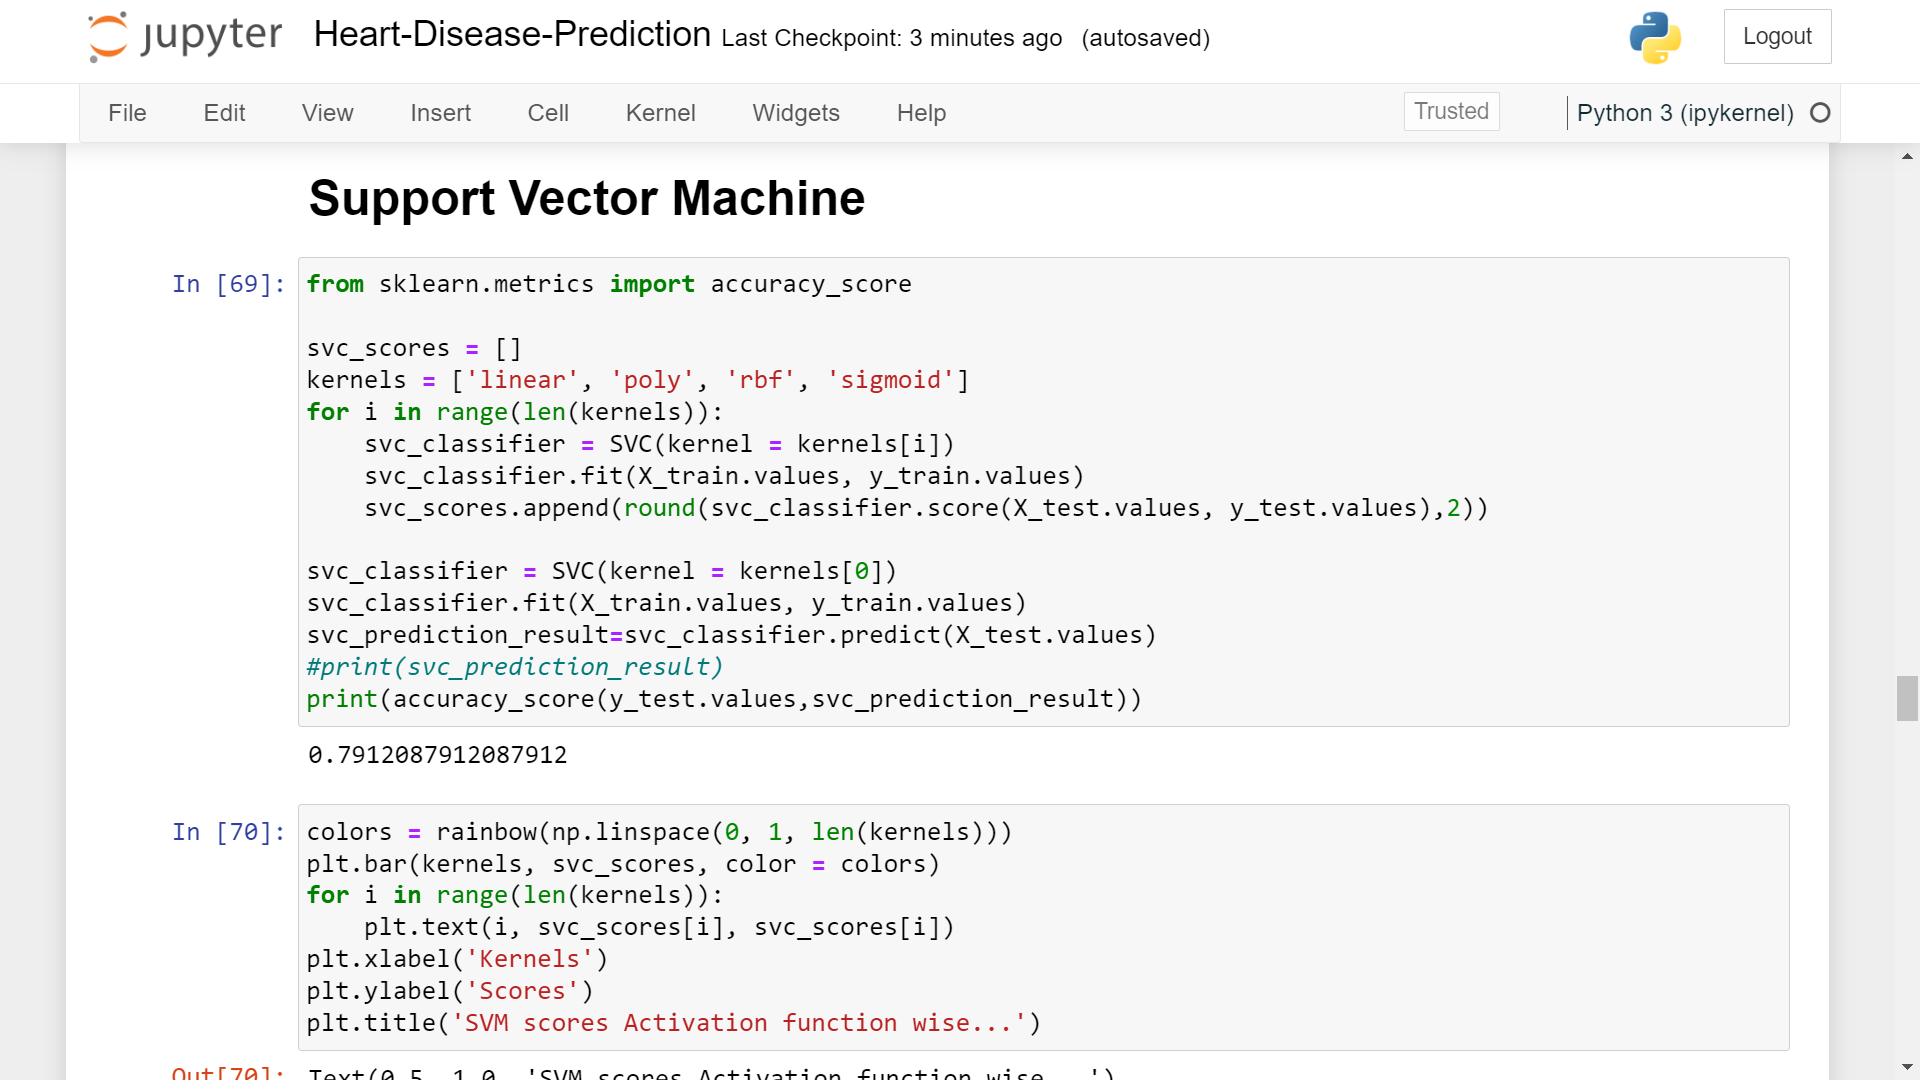 jupyter Heart-Disease-Prediction Last Checkpoint: 3 minutes ago (autosaved) Logout
File Edit View Insert Cell Kernel Widgets Help Trusted Python 3 (ipykernel)
Support Vector Machine
In [69]: from sklearn.metrics import accuracy_score
svc_scores = []
kernels = ['linear', 'poly', 'rbf', 'sigmoid']
for i in range(len(kernels)):
    svc_classifier = SVC(kernel = kernels[i])
    svc_classifier.fit(X_train.values, y_train.values)
    svc_scores.append(round(svc_classifier.score(X_test.values, y_test.values),2))
svc_classifier = SVC(kernel = kernels[0])
svc_classifier.fit(X_train.values, y_train.values)
svc_prediction_result=svc_classifier.predict(X_test.values)
#print(svc_prediction_result)
print(accuracy_score(y_test.values,svc_prediction_result))
0.7912087912087912
In [70]: colors = rainbow(np.linspace(0, 1, len(kernels)))
plt.bar(kernels, svc_scores, color = colors)
for i in range(len(kernels)):
    plt.text(i, svc_scores[i], svc_scores[i])
plt.xlabel('Kernels')
plt.ylabel('Scores')
plt.title('SVM scores Activation function wise...')
Out[70]: Text(0.5, 1.0, 'SVM scores Activation function wise...')